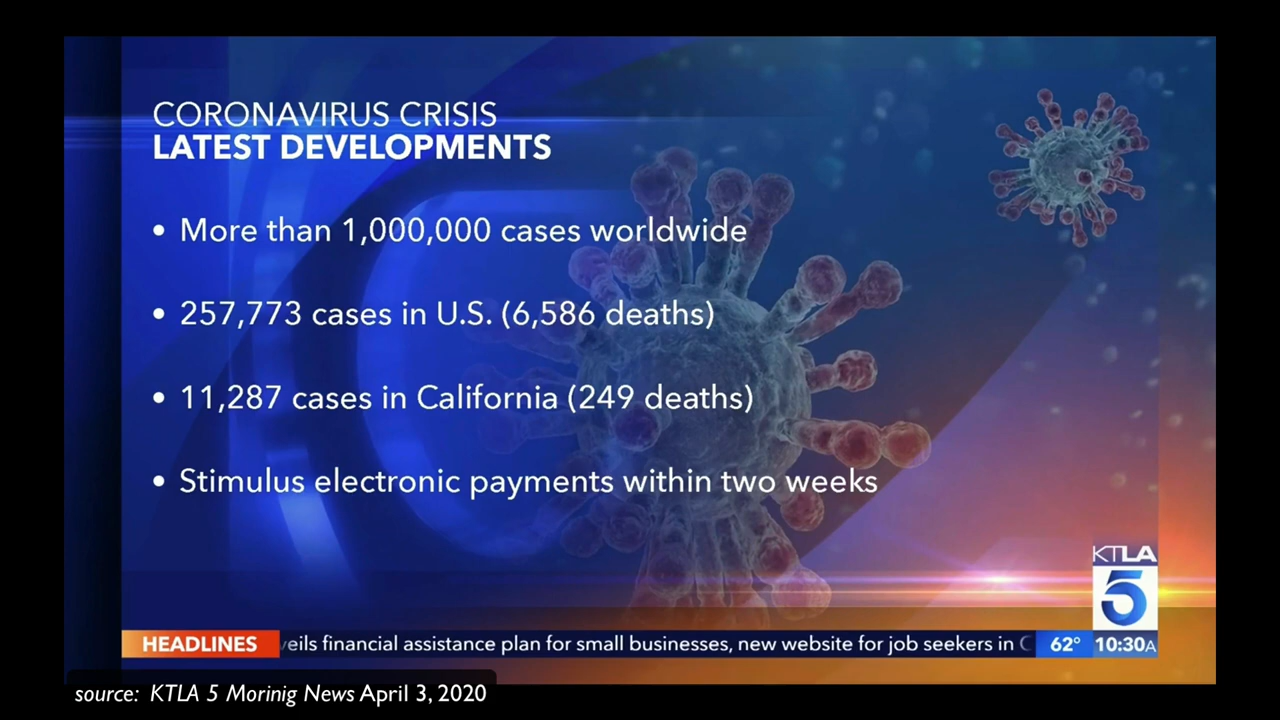 CORONAVIRUS CRISIS
LATEST DEVELOPMENTS
• More than 1,000,000 cases worldwide
• 257,773 cases in U.S. (6,586 deaths)
• 11,287 cases in California (249 deaths)
• Stimulus electronic payments within two weeks
KTLA
5
HEADLINES financial assistance plan for small businesses, new website for job seekers in 62° 10:30A
source: KTLA 5 Morinig News April 3, 2020